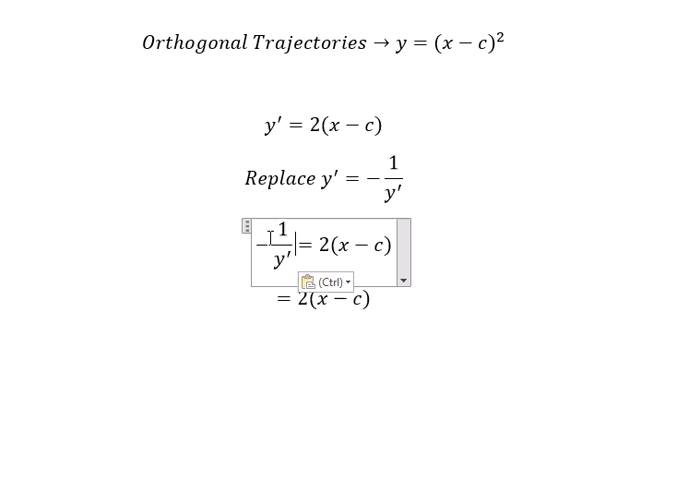 Orthogonal Trajectories → y = (x − c)²
y′ = 2(x − c)
Replace y′ = − 1/y′
− 1/y′ = 2(x − c)
(Ctrl)
= 2(x − c)